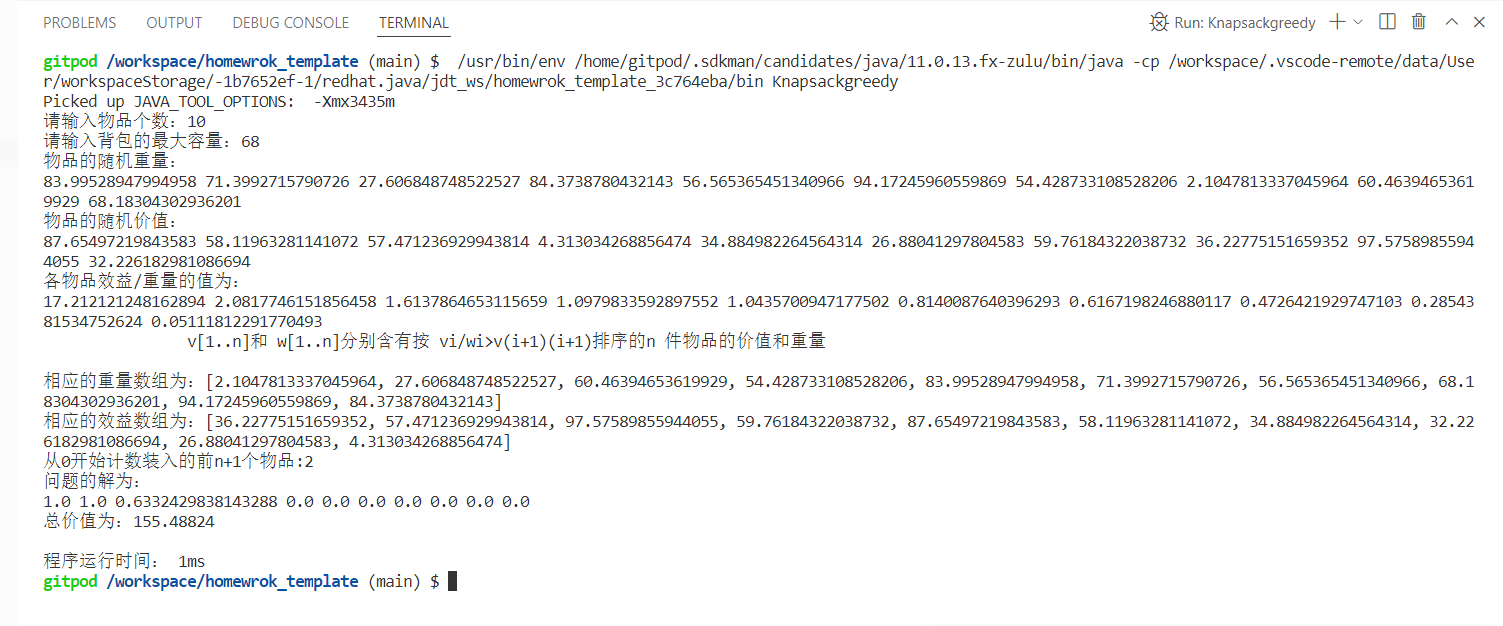 PROBLEMS OUTPUT DEBUG CONSOLE TERMINAL Run: Knapsackgreedy
gitpod /workspace/homewrok_template (main) $ /usr/bin/env /home/gitpod/.sdkman/candidates/java/11.0.13.fx-zulu/bin/java -cp /workspace/.vscode-remote/data/Use
r/workspaceStorage/-1b7652ef-1/redhat.java/jdt_ws/homewrok_template_3c764eba/bin Knapsackgreedy
Picked up JAVA_TOOL_OPTIONS: -Xmx3435m
请输入物品个数: 10
请输入背包的最大容量: 68
物品的随机重量:
83.99528947994958 71.3992715790726 27.606848748522527 84.3738780432143 56.565365451340966 94.17245960559869 54.428733108528206 2.1047813337045964 60.4639465361
9929 68.18304302936201
物品的随机价值:
87.65497219843583 58.11963281141072 57.471236929943814 4.313034268856474 34.884982264564314 26.88041297804583 59.76184322038732 36.22775151659352 97.5758985594
4055 32.226182981086694
各物品效益/重量的值为:
17.212121248162894 2.0817746151856458 1.6137864653115659 1.0979833592897552 1.0435700947177502 0.8140087640396293 0.6167198246880117 0.4726421929747103 0.28543
81534752624 0.05111812291770493
v[1..n]和 w[1..n]分别含有按 vi/wi>v(i+1)(i+1)排序的n 件物品的价值和重量
相应的重量数组为: [2.1047813337045964, 27.606848748522527, 60.46394653619929, 54.428733108528206, 83.99528947994958, 71.3992715790726, 56.565365451340966, 68.1
8304302936201, 94.17245960559869, 84.3738780432143]
相应的效益数组为: [36.22775151659352, 57.471236929943814, 97.57589855944055, 59.76184322038732, 87.65497219843583, 58.11963281141072, 34.884982264564314, 32.22
6182981086694, 26.88041297804583, 4.313034268856474]
从0开始计数装入的前n+1个物品:2
问题的解为:
1.0 1.0 0.6332429838143288 0.0 0.0 0.0 0.0 0.0 0.0 0.0
总价值为: 155.48824
程序运行时间: 1ms
gitpod /workspace/homewrok_template (main) $